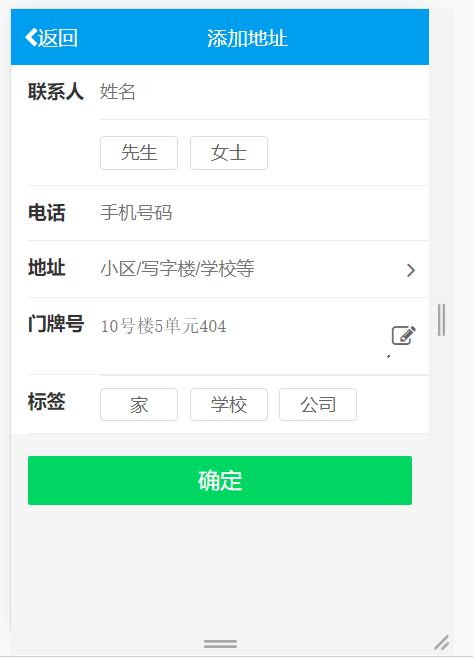 返回 添加地址
联系人 姓名
先生 女士
电话 手机号码
地址 小区/写字楼/学校等
门牌号 10号楼5单元404
标签 家 学校 公司
确定